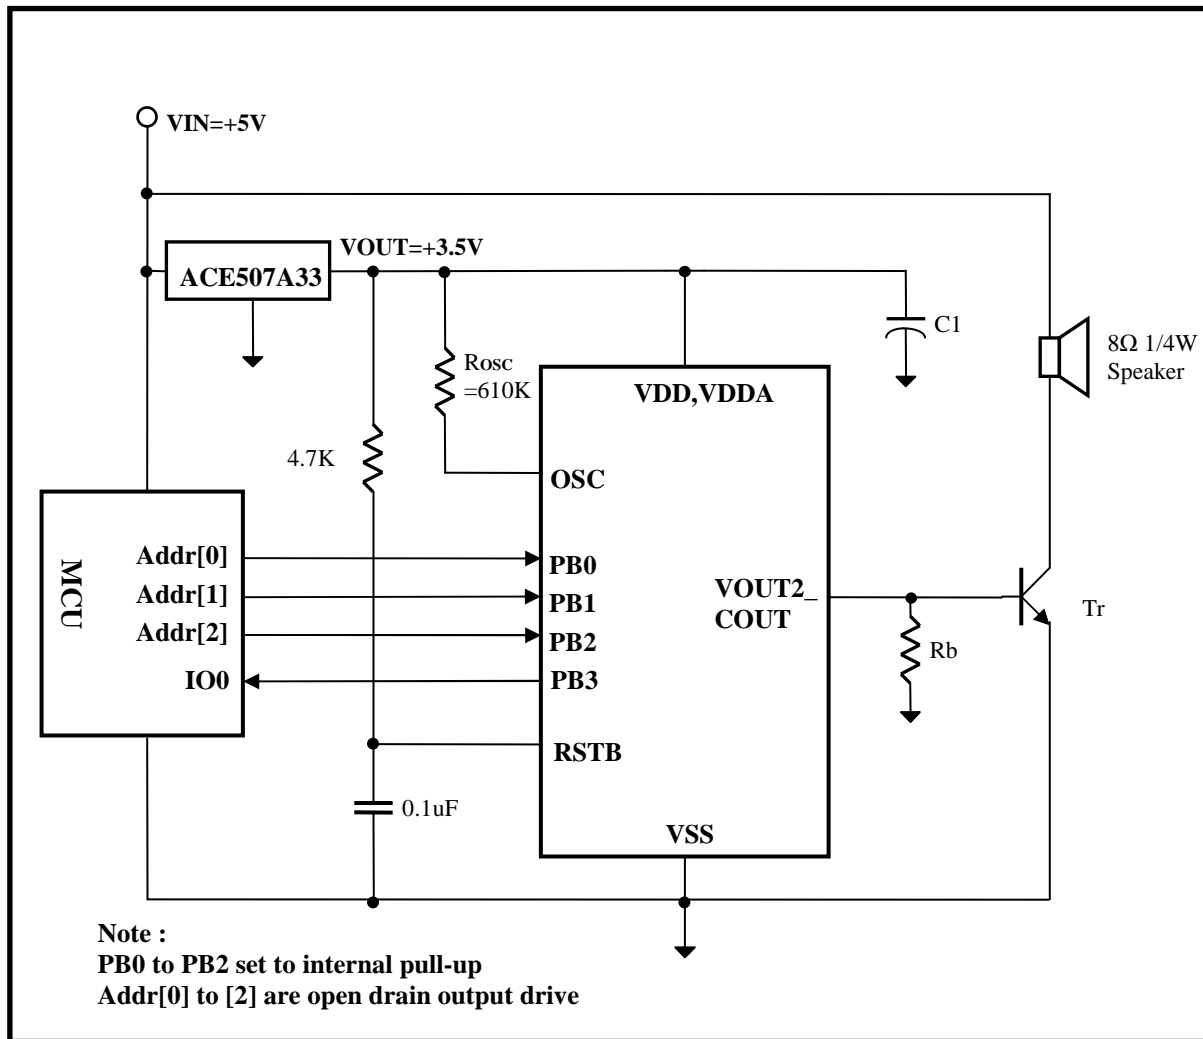 VIN=+5V
VOUT=+3.5V
ACE507A33
C1
8Ω 1/4W
Speaker
Rosc
=610K
VDD,VDDA
4.7K
OSC
MCU
Addr[0]
Addr[1]
Addr[2]
IO0
PB0
PB1
PB2
PB3
VOUT2_
COUT
Tr
Rb
RSTB
0.1uF
VSS
Note :
PB0 to PB2 set to internal pull-up
Addr[0] to [2] are open drain output drive